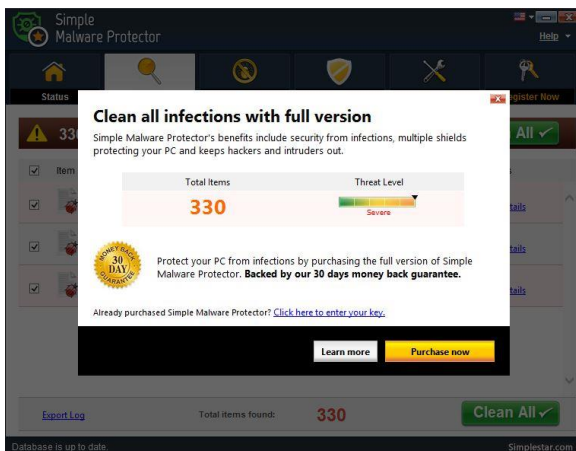 Simple
Malware Protector
Help
Status
Register Now
Clean all infections with full version
Simple Malware Protector's benefits include security from infections, multiple shields
protecting your PC and keeps hackers and intruders out.
330
All
Item
Total Items
Threat Level
330
Severe
tails
tails
tails
MONEY BACK
30
DAY
GUARANTEE
Protect your PC from infections by purchasing the full version of Simple
Malware Protector. Backed by our 30 days money back guarantee.
Already purchased Simple Malware Protector? Click here to enter your key.
Learn more
Purchase now
Export Log
Total items found:
330
Clean All
Database is up to date.
Simplestar.com